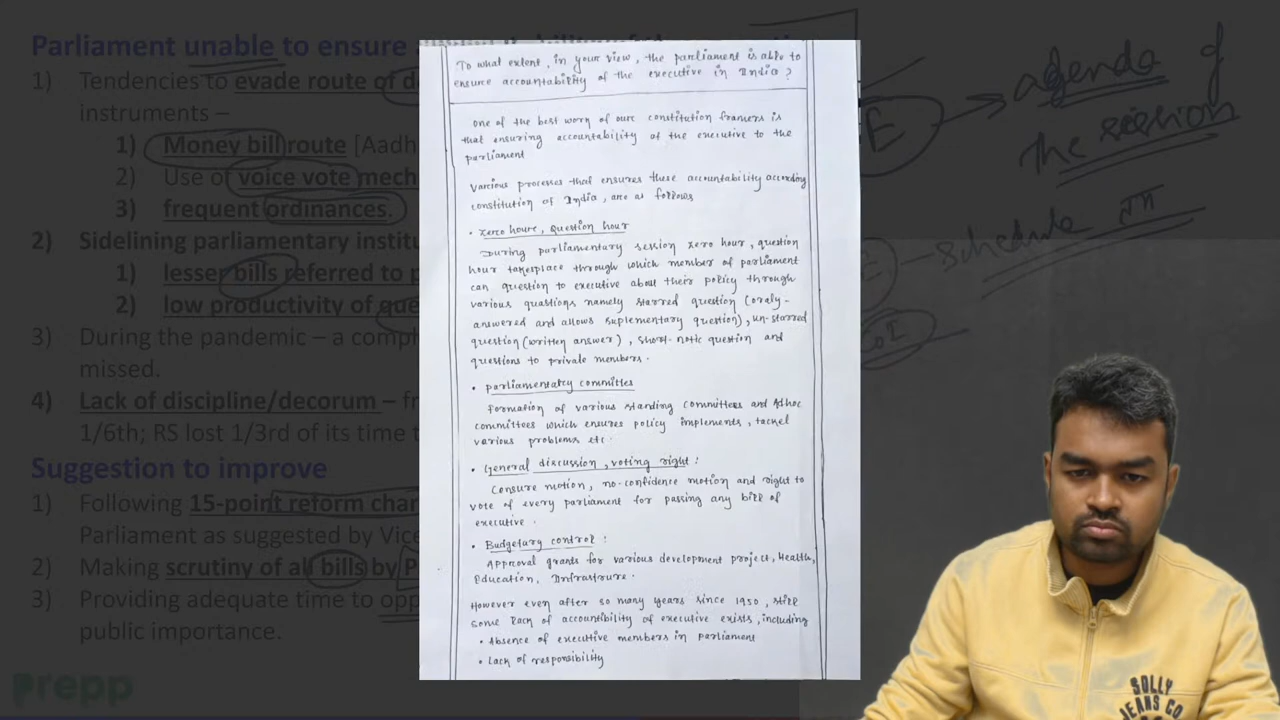 Parliament unable to ensure
1) Tendencies to evade route of d
instruments –
1) Money bill route [Aadh
2) Use of voice vote mech
3) frequent ordinances.
2) Sidelining parliamentary institu
1) lesser bills referred to p
2) low productivity of que
3) During the pandemic – a compl
missed.
4) Lack of discipline/decorum – fr
1/6th; RS lost 1/3rd of its time t
Suggestion to improve
1) Following 15-point reform char
Parliament as suggested by Vice
2) Making scrutiny of all bills by P
3) Providing adequate time to opp
public importance.
prepp
To what extent, in your view, the parliament is able to
ensure accountability of the executive in India?
One of the best work of our constitution framers is
that ensuring accountability of the executive to the
parliament
Various processes that ensures these accountability according
constitution of India, are as follows
• Zero hour, Question hour
During parliamentary session zero hour, question
hour takesplace through which member of parliament
can question to executive about their policy through
various quastions namely starred question (oraly-
answered and allows suplementary question), un-starred
question (written answer), short-notic question and
questions to private members.
• Parliamentary committes
Formation of various standing committees and Adhoc
committees which ensures policy implements, tackel
various problems etc.
• General discussion, voting right:
Consure motion, no-confidence motion and right to
vote of every parliament for passing any bill of
executive.
• Budgetary control:
Approval grants for various development project, Health,
Education, Infrastrure.
However even after so many years since 1950, still
some lack of accountibility of executive exists, including
• Absence of executive members in parliament
• Lack of responsibility
E → agenda of
the session
E – Schedule
CoI
SOLLY
JEANS CO